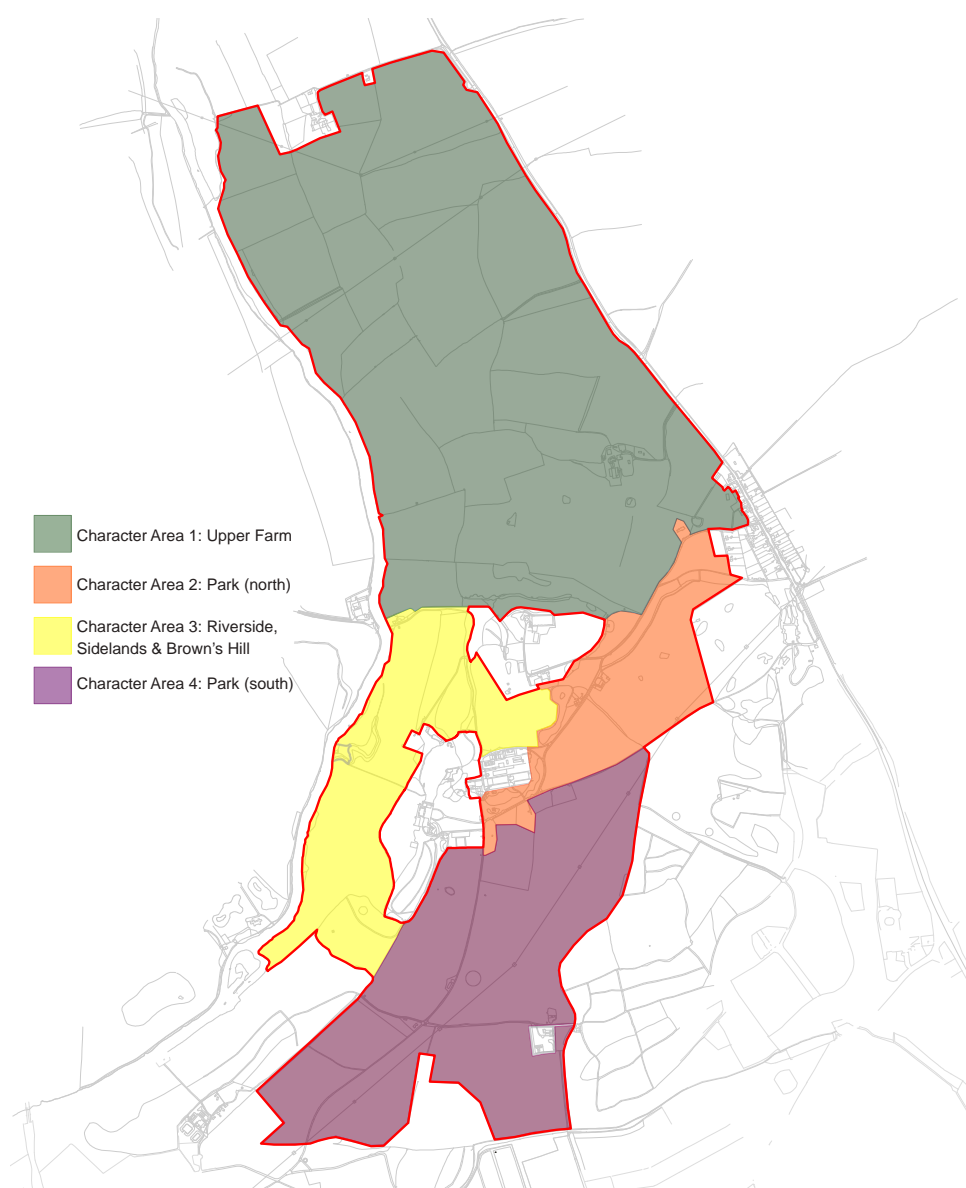 Character Area 1: Upper Farm
Character Area 2: Park (north)
Character Area 3: Riverside,
Sidelands & Brown's Hill
Character Area 4: Park (south)